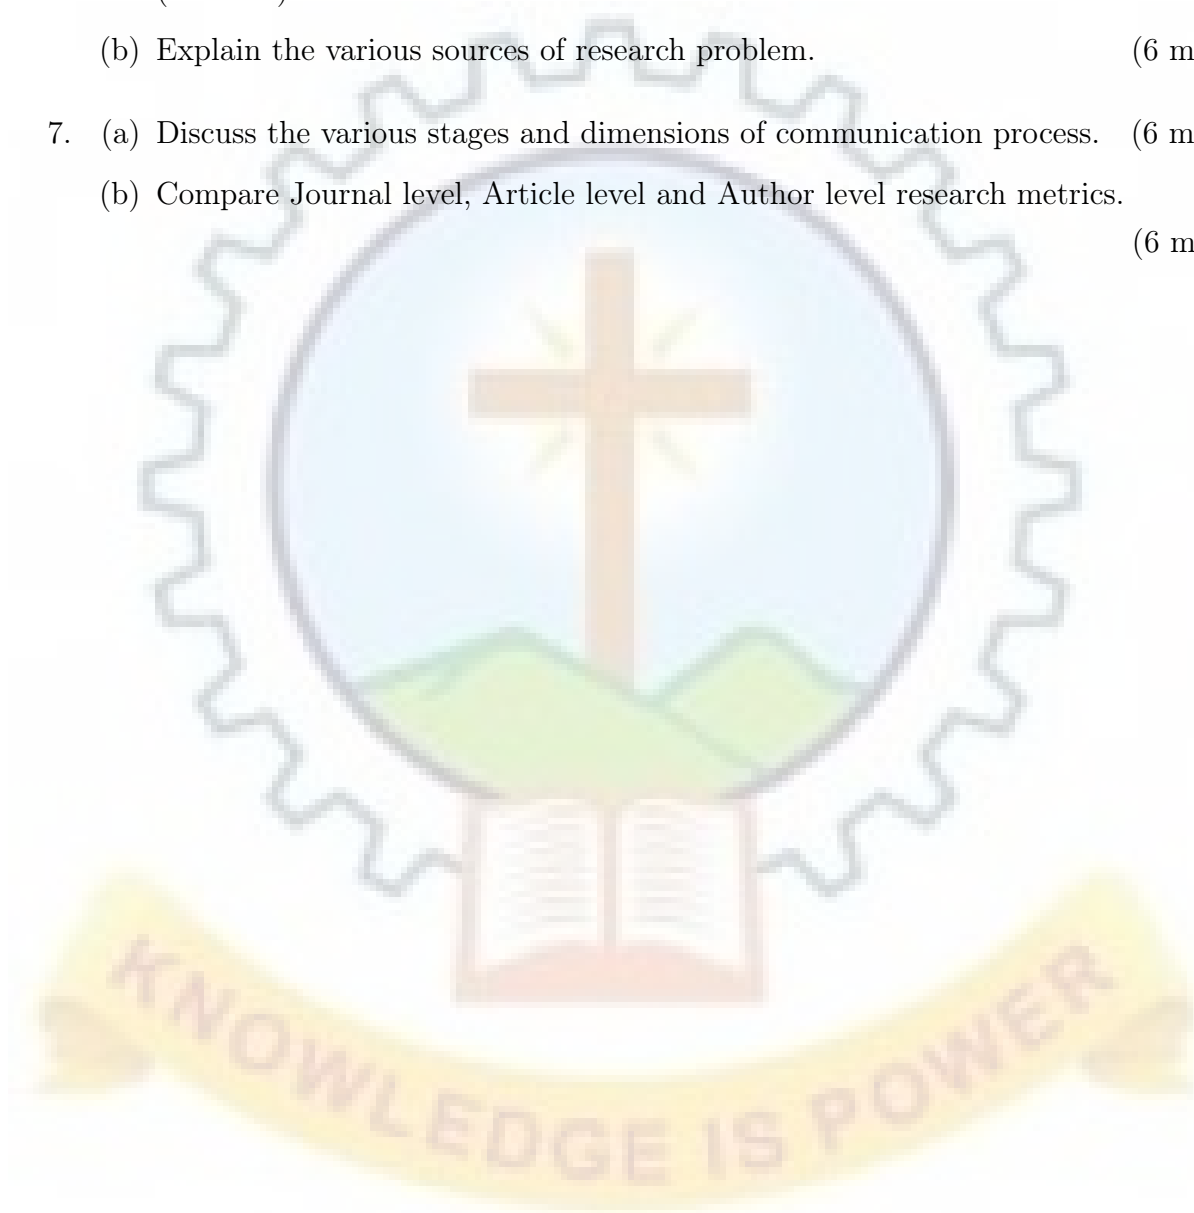 (b) Explain the various sources of research problem. (6 m
7. (a) Discuss the various stages and dimensions of communication process. (6 m
(b) Compare Journal level, Article level and Author level research metrics.
(6 m
KNOWLEDGE IS POWER